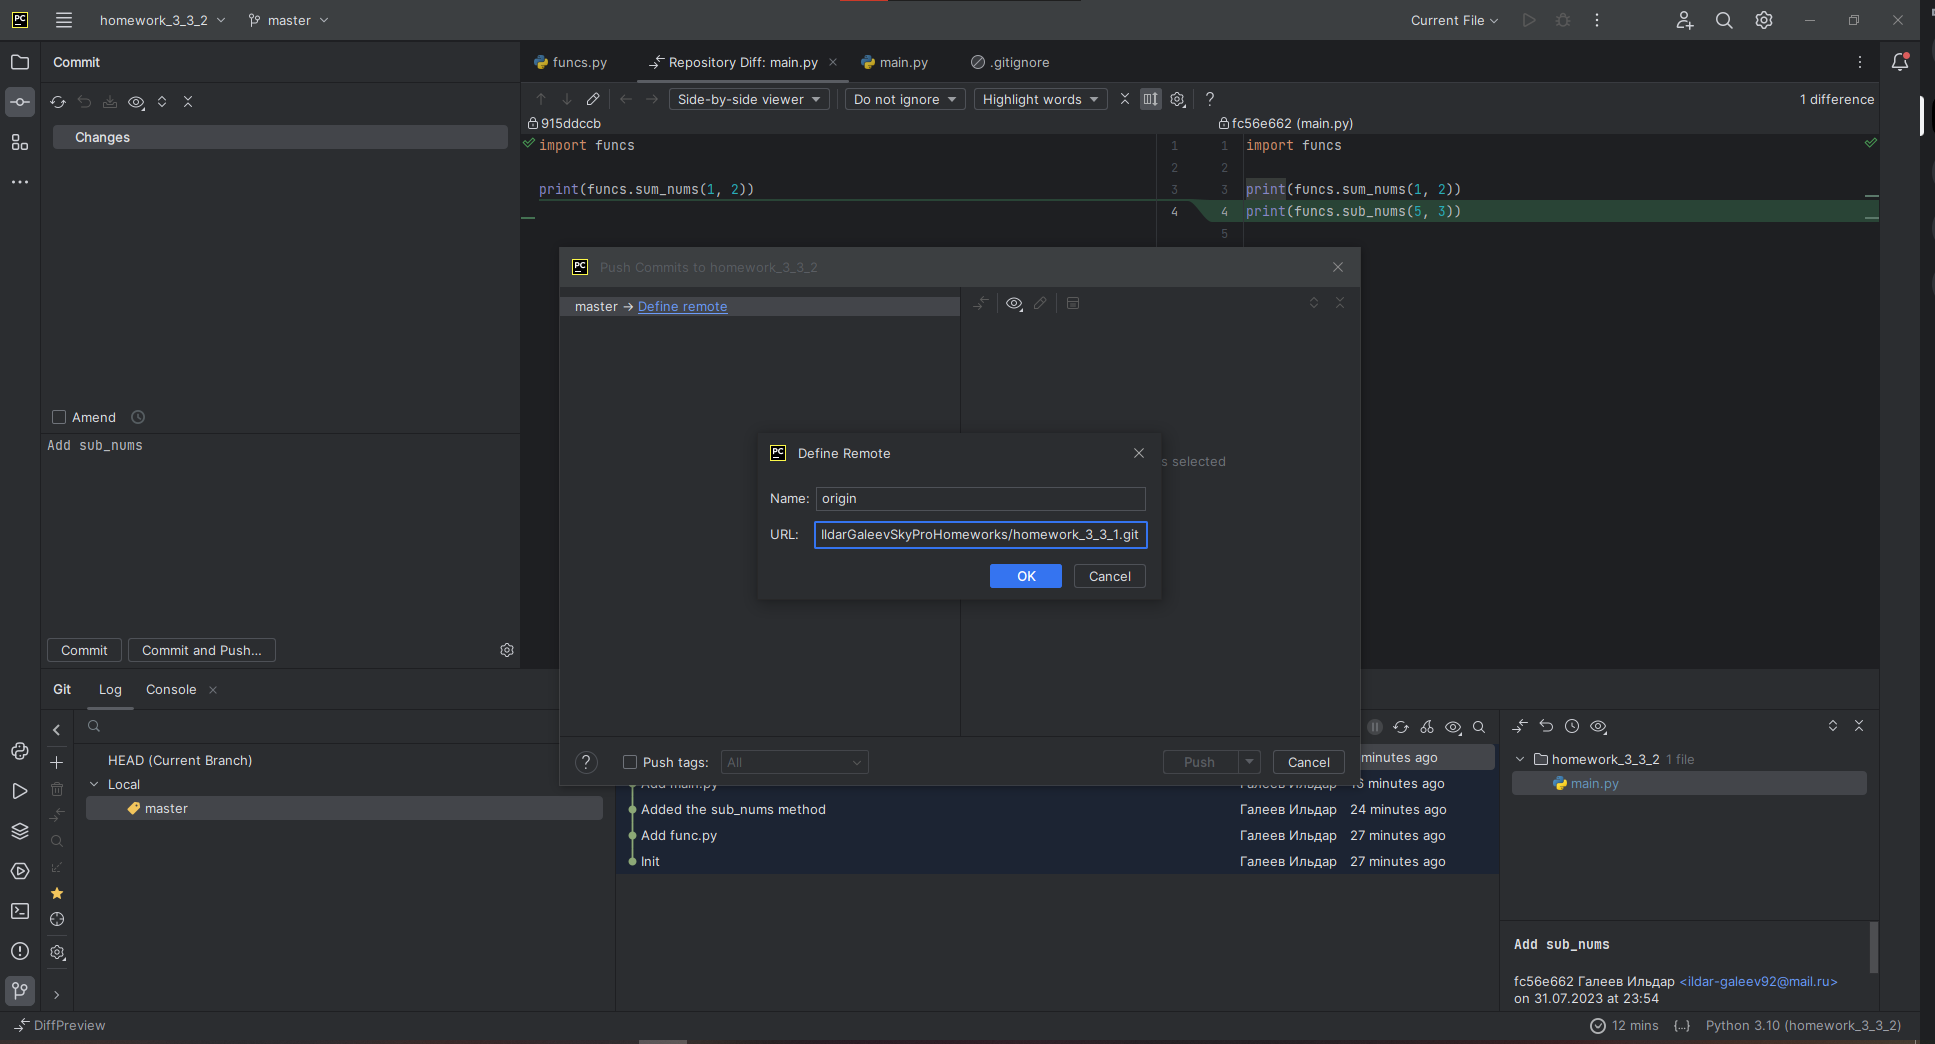 PC homework_3_3_2 master Current File
Commit
funcs.py Repository Diff: main.py main.py .gitignore
Side-by-side viewer Do not ignore Highlight words ? 1 difference
915ddccb fc56e662 (main.py)
Changes
import funcs 1 1 import funcs
2 2
print(funcs.sum_nums(1, 2)) 3 3 print(funcs.sum_nums(1, 2))
4 4 print(funcs.sub_nums(5, 3))
5
PC Push Commits to homework_3_3_2
master → Define remote
Amend
Add sub_nums
PC Define Remote
s selected
Name: origin
URL: IldarGaleevSkyProHomeworks/homework_3_3_1.git
OK Cancel
Commit Commit and Push...
Git Log Console
? Push tags: All Push Cancel
HEAD (Current Branch)
Local
master
minutes ago
Add main.py Галеев Ильдар 16 minutes ago
Added the sub_nums method Галеев Ильдар 24 minutes ago
Add func.py Галеев Ильдар 27 minutes ago
Init Галеев Ильдар 27 minutes ago
homework_3_3_2 1 file
main.py
Add sub_nums
fc56e662 Галеев Ильдар <ildar-galeev92@mail.ru>
on 31.07.2023 at 23:54
DiffPreview 12 mins {...} Python 3.10 (homework_3_3_2)